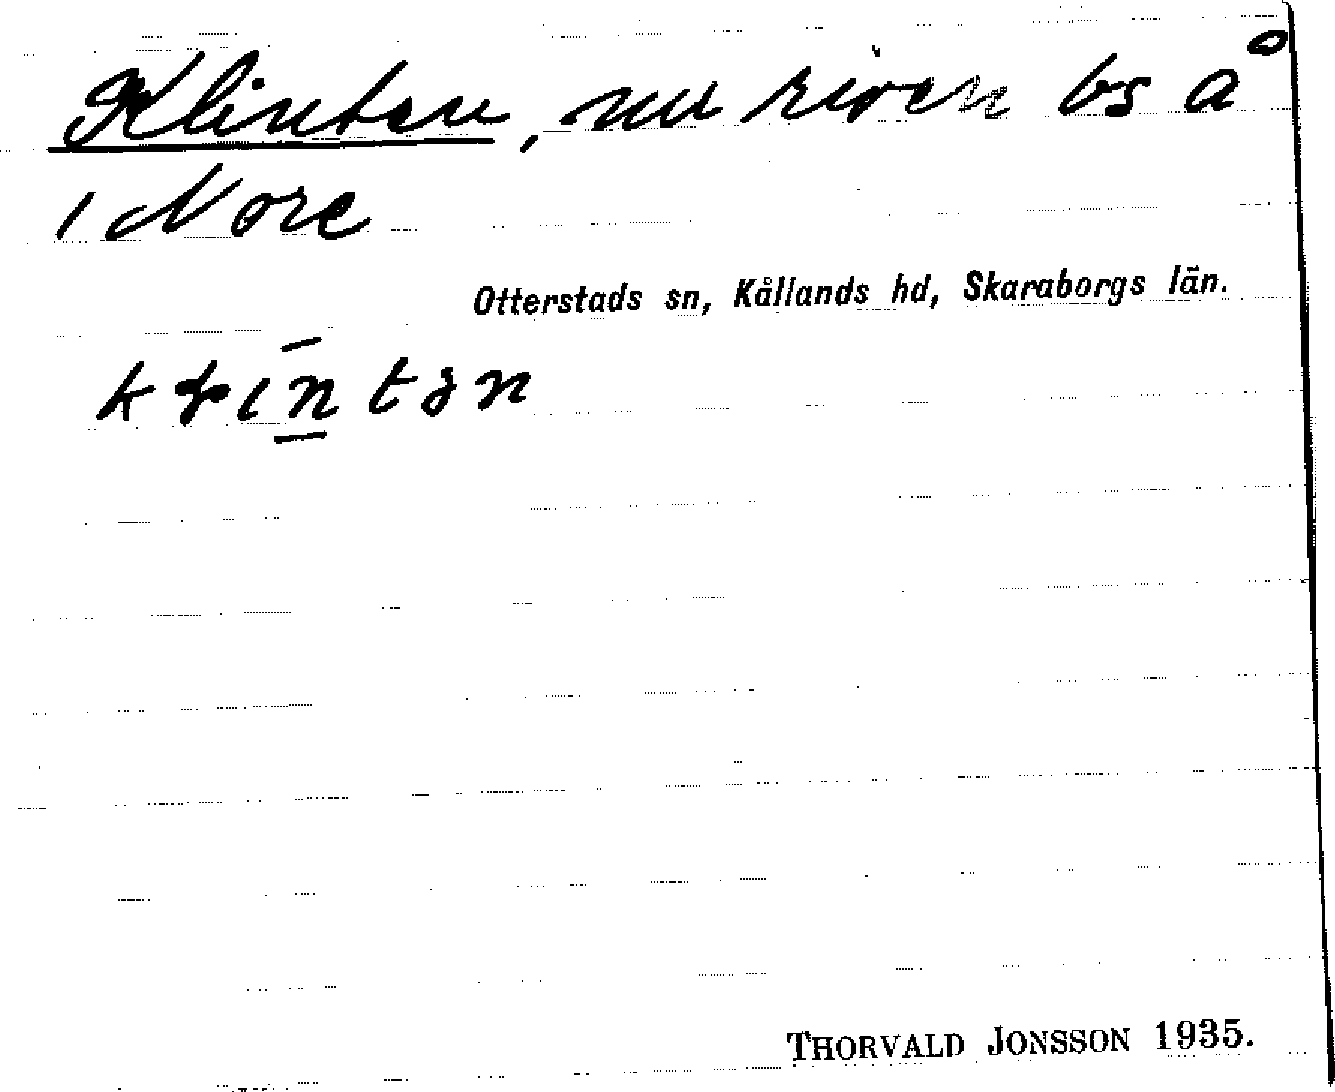 Klinten, nu riven bs å
i Nore
Otterstads sn, Kållands hd, Skaraborgs län.
THORVALD JONSSON 1935.